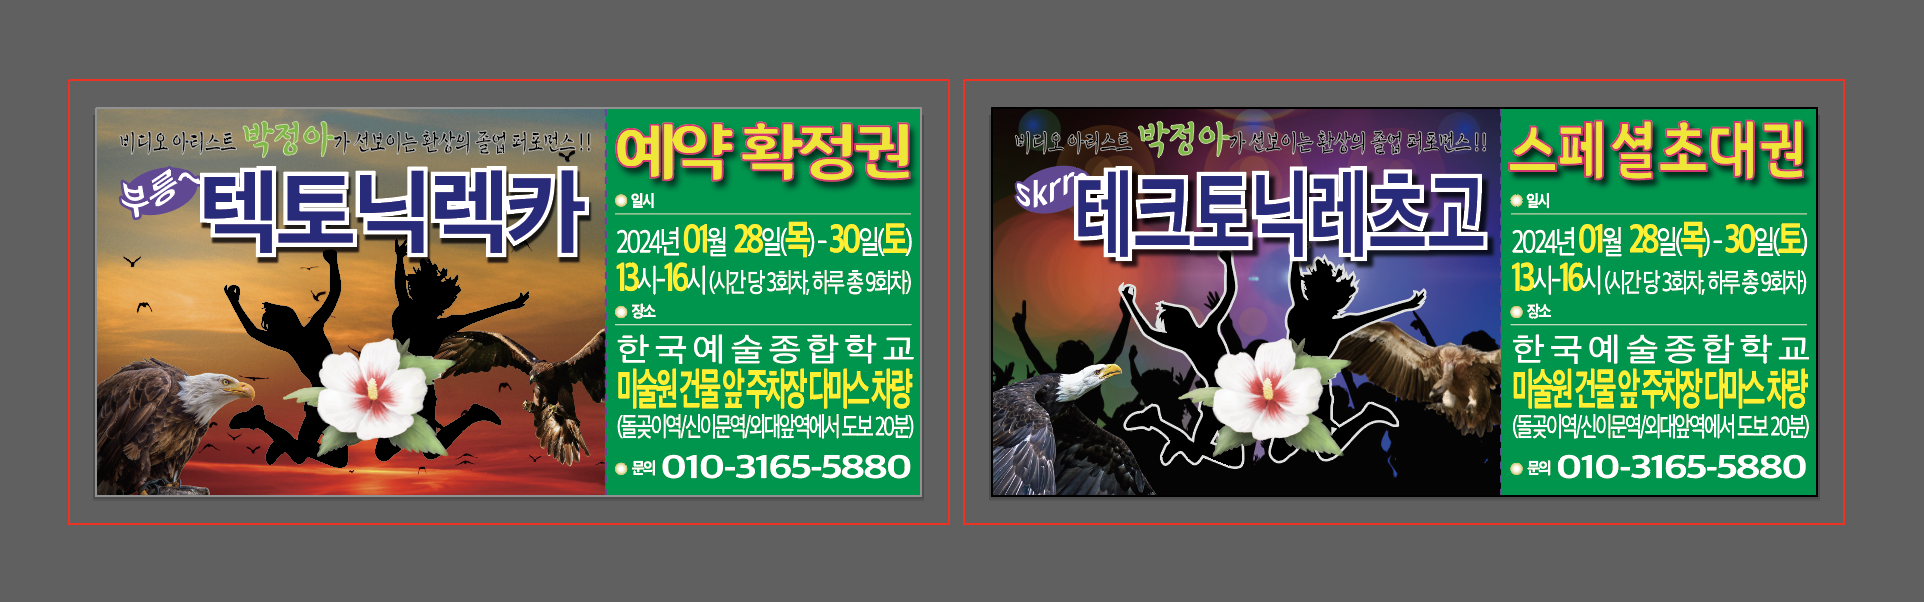 비디오 아티스트 박정아가 선보이는 환상의 졸업 퍼포먼스!!
부릉~
텍토닉렉카
예약 확정권
일시
2024년 01월 28일(목) - 30일(토)
13시-16시 (시간 당 3회차, 하루 총 9회차)
장소
한국예술종합학교
미술원 건물 앞 주차장 다마스 차량
(돌곶이역/신이문역/외대앞역에서 도보 20분)
문의 010-3165-5880
비디오 아티스트 박정아가 선보이는 환상의 졸업 퍼포먼스!!
skrr
테크토닉레츠고
스페셜초대권
일시
2024년 01월 28일(목) - 30일(토)
13시-16시 (시간 당 3회차, 하루 총 9회차)
장소
한국예술종합학교
미술원 건물 앞 주차장 다마스 차량
(돌곶이역/신이문역/외대앞역에서 도보 20분)
문의 010-3165-5880